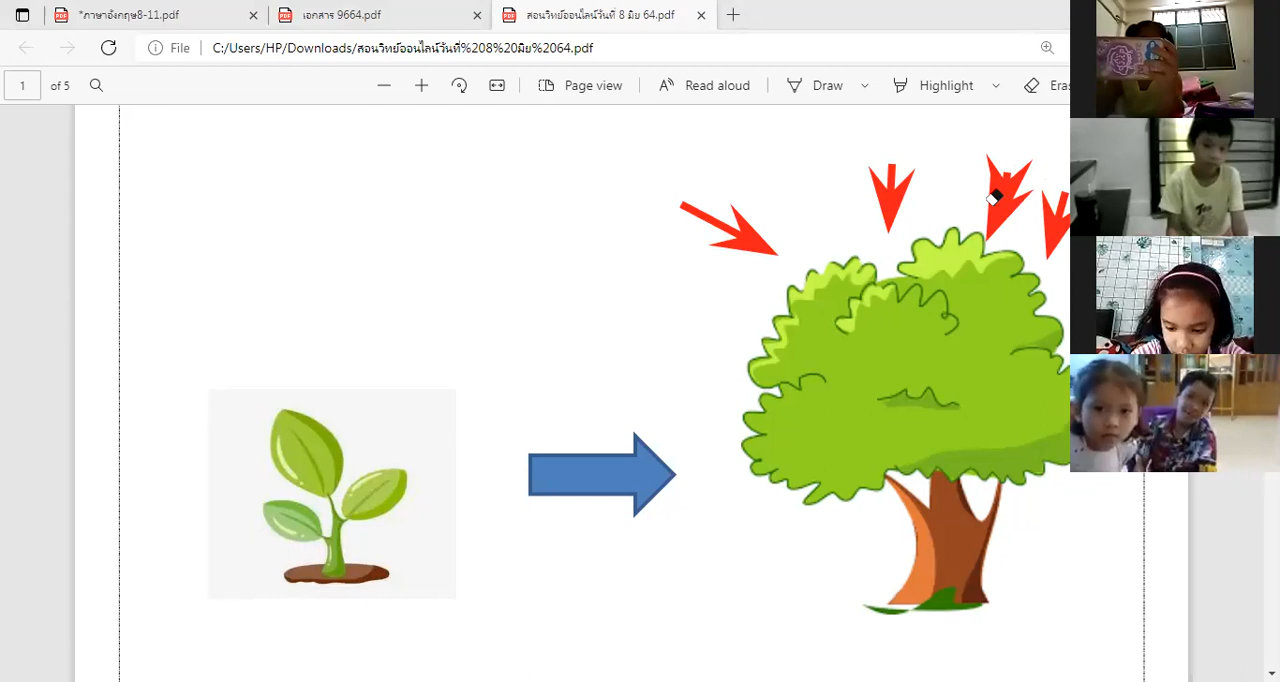 *ภาษาอังกฤษ8-11.pdf
เอกสาร 9664.pdf
สอนวิทย์ออนไลน์วันที่ 8 มิย 64.pdf
File
C:/Users/HP/Downloads/สอนวิทย์ออนไลน์วันที่%208%20มิย%2064.pdf
1 of 5
Page view
Read aloud
Draw
Highlight
Eras